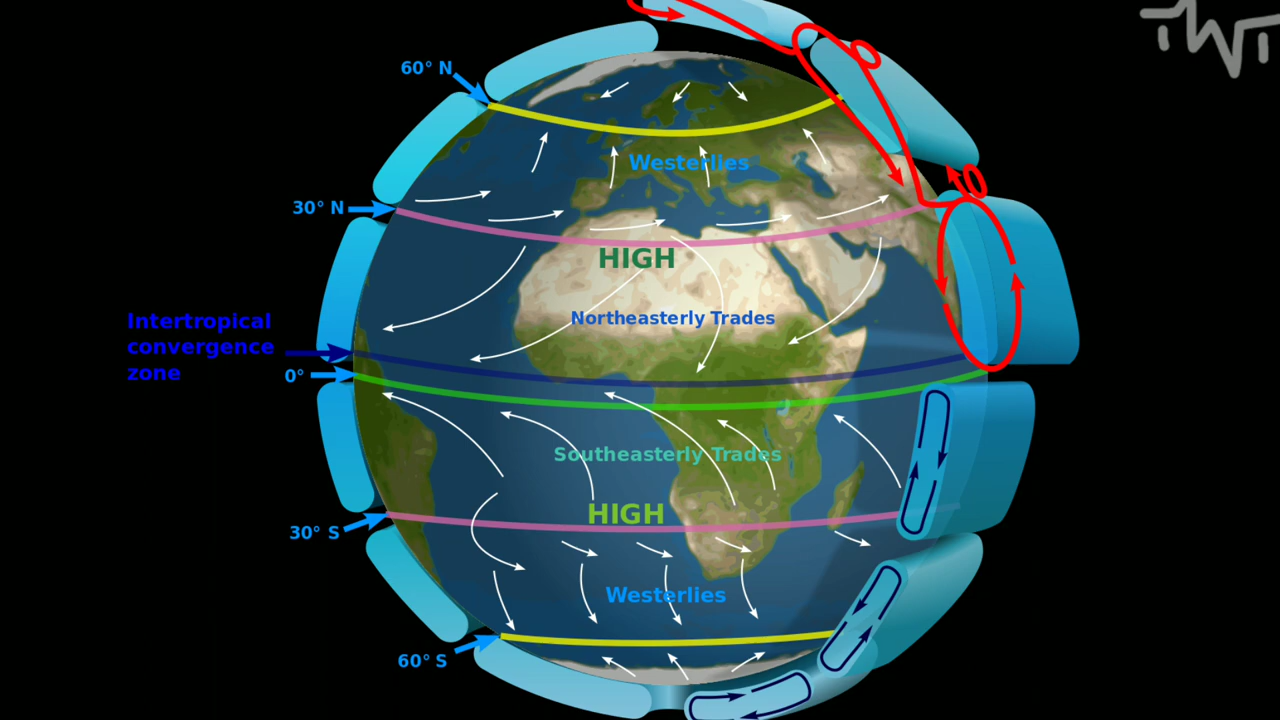 60° N
Westerlies
30° N
HIGH
Northeasterly Trades
Intertropical
convergence
zone
0°
Southeasterly Trades
HIGH
30° S
Westerlies
60° S